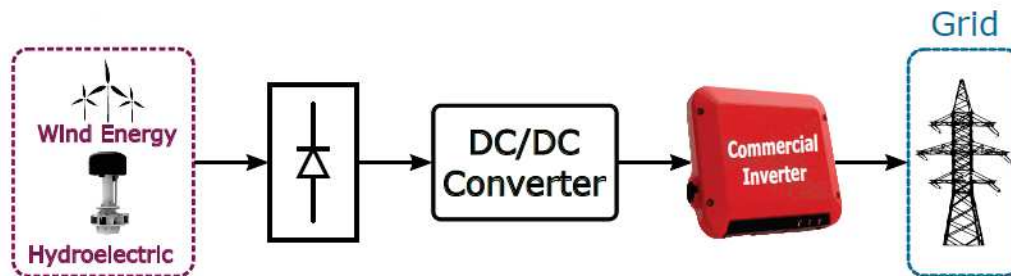 Grid
Wind Energy
Hydroelectric
DC/DC
Converter
Commercial
Inverter